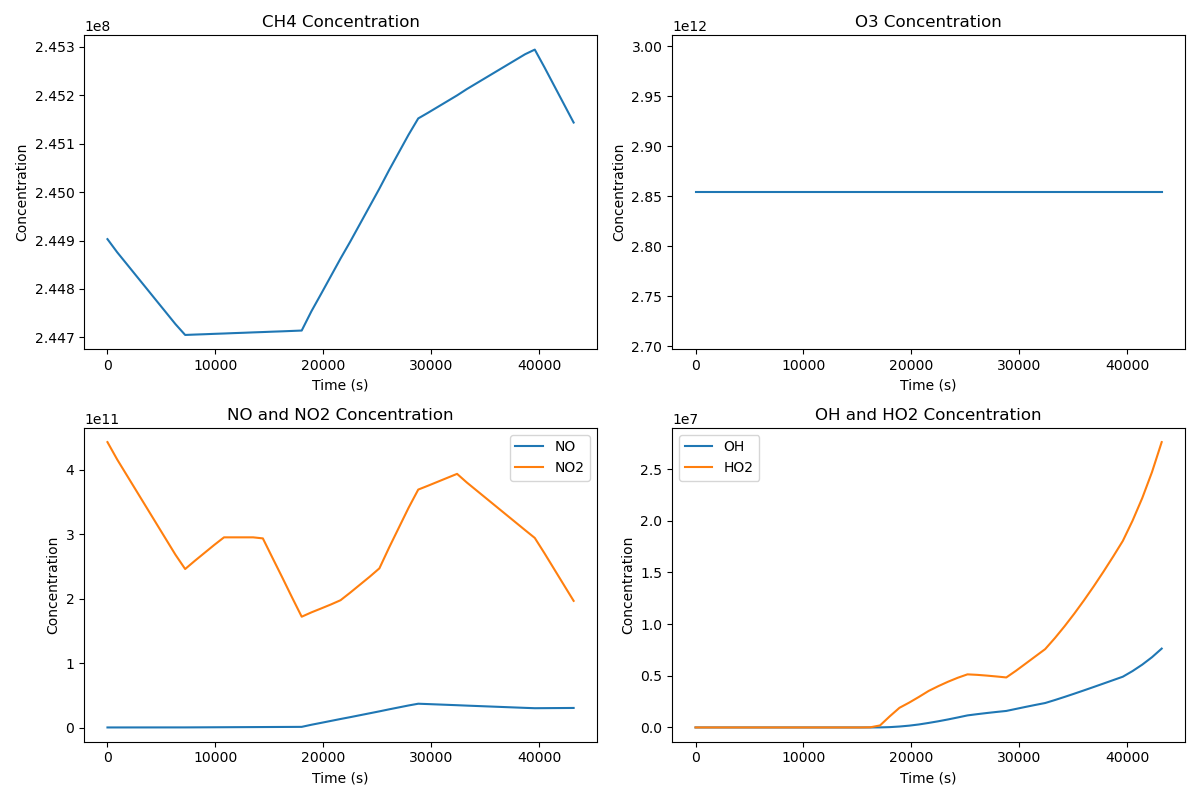 CH4 Concentration
1e8
2.453
2.452
2.451
2.450
2.449
2.448
2.447
Concentration
0 10000 20000 30000 40000
Time (s)
O3 Concentration
1e12
3.00
2.95
2.90
2.85
2.80
2.75
2.70
Concentration
0 10000 20000 30000 40000
Time (s)
NO and NO2 Concentration
1e11
NO
NO2
4
3
2
1
0
Concentration
0 10000 20000 30000 40000
Time (s)
OH and HO2 Concentration
1e7
OH
HO2
2.5
2.0
1.5
1.0
0.5
0.0
Concentration
0 10000 20000 30000 40000
Time (s)